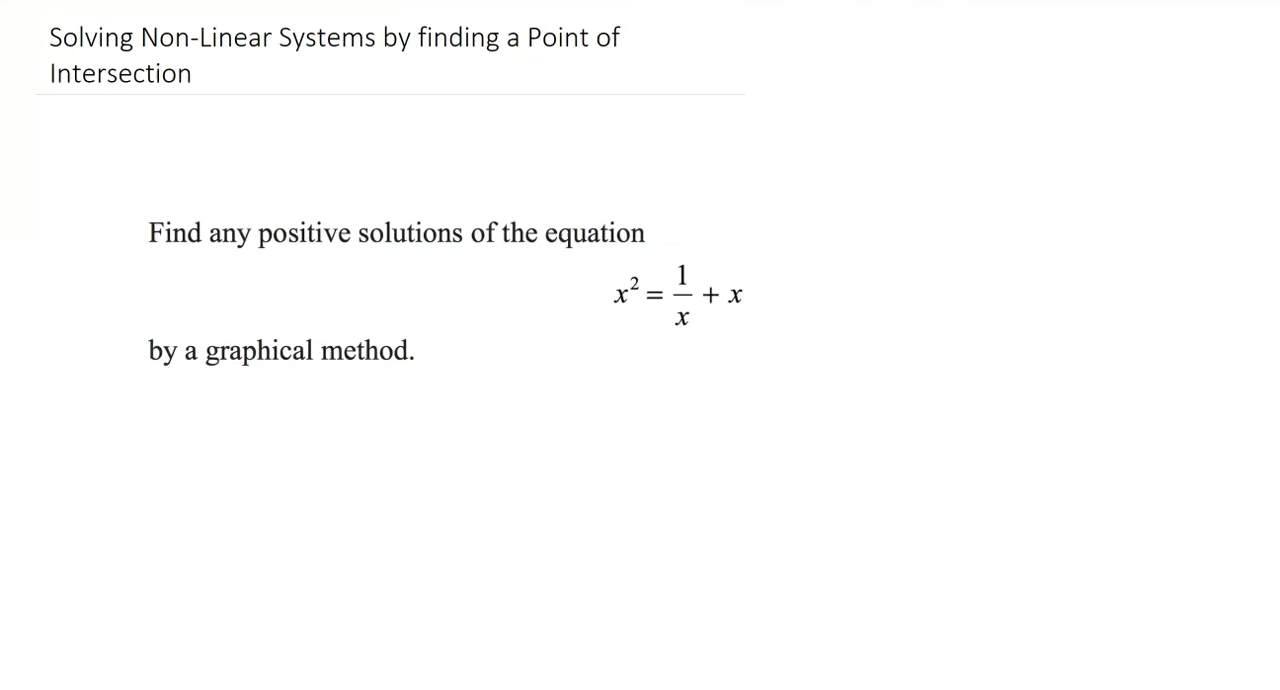 Solving Non-Linear Systems by finding a Point of
Intersection
Find any positive solutions of the equation
x² = 1/x + x
by a graphical method.